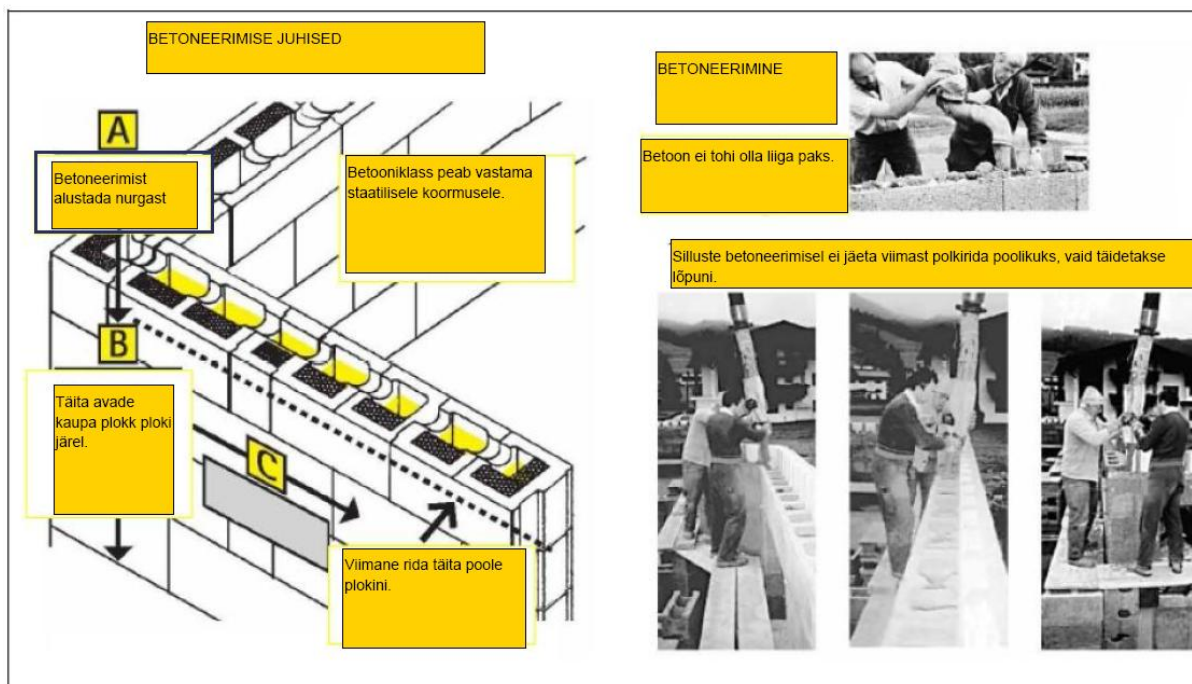 BETONEERIMISE JUHISED
A
Betoneerimist
alustada nurgast
Betooniklass peab vastama
staatilisele koormusele.
B
Täita avade
kaupa plokk ploki
järel.
C
Viimane rida täita poole
plokini.
BETONEERIMINE
Betoon ei tohi olla liiga paks.
Silluste betoneerimisel ei jäeta viimast polkirida poolikuks, vaid täidetakse
lõpuni.